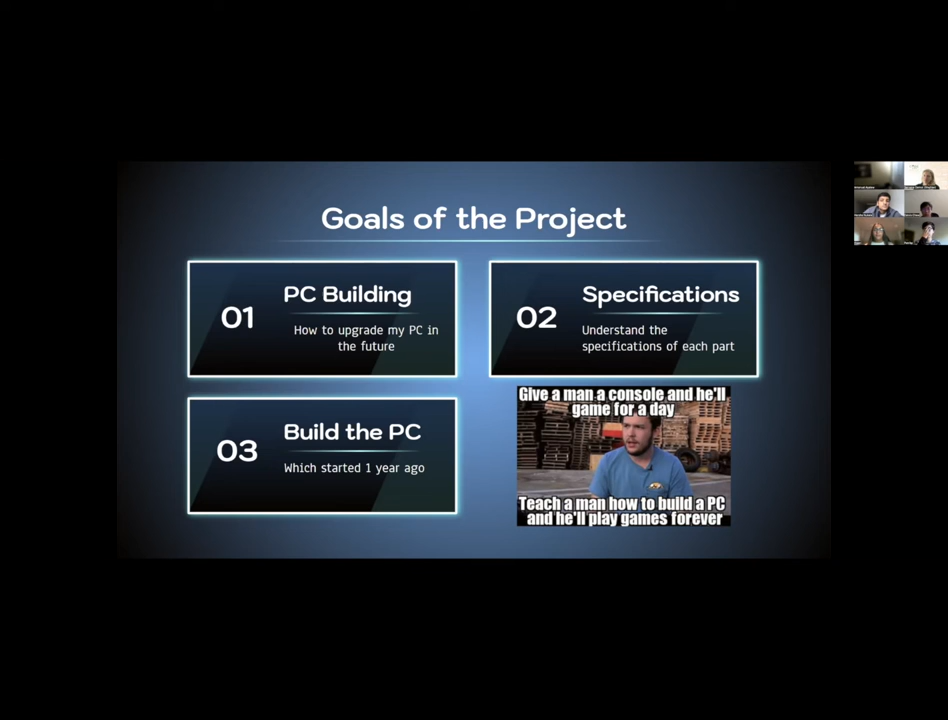 Goals of the Project
01
PC Building
How to upgrade my PC in
the future
02
Specifications
Understand the
specifications of each part
03
Build the PC
Which started 1 year ago
Give a man a console and he'll
game for a day
Teach a man how to build a PC
and he'll play games forever